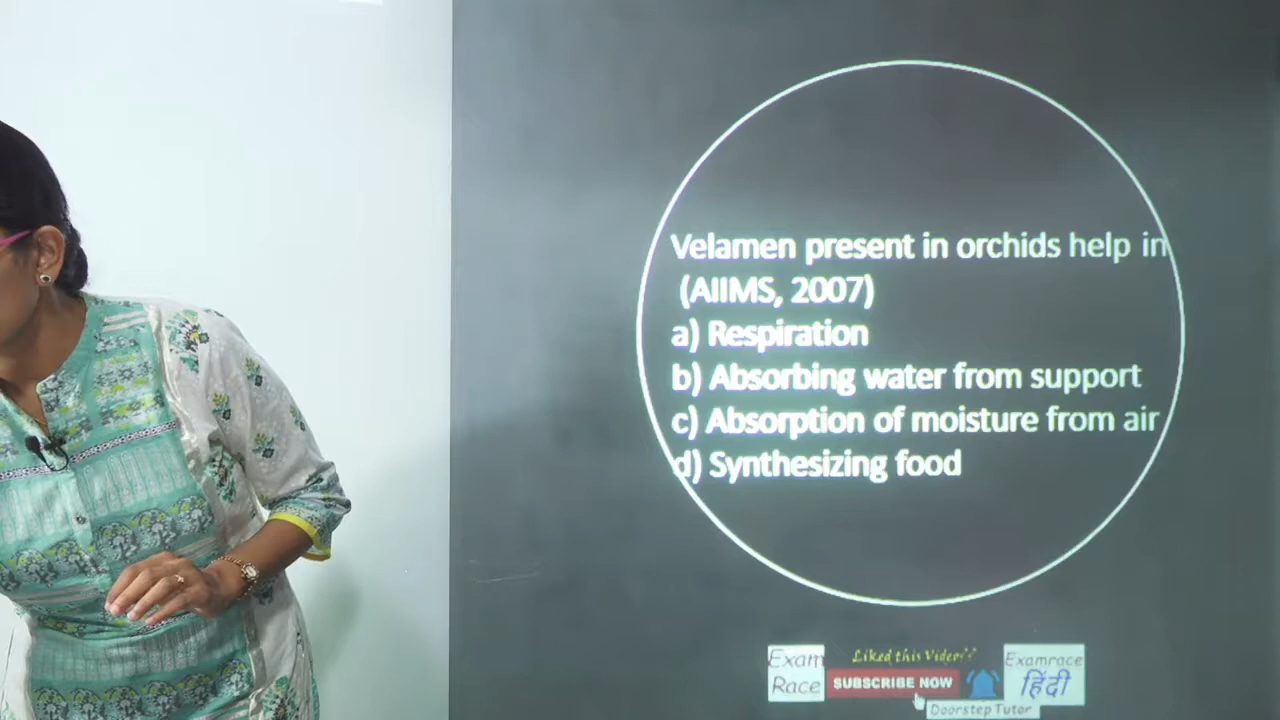 Velamen present in orchids help in
(AIIMS, 2007)
a) Respiration
b) Absorbing water from support
c) Absorption of moisture from air
d) Synthesizing food
Exam
Race
Liked this Video??
SUBSCRIBE NOW
Examrace
हिंदी
Doorstep Tutor